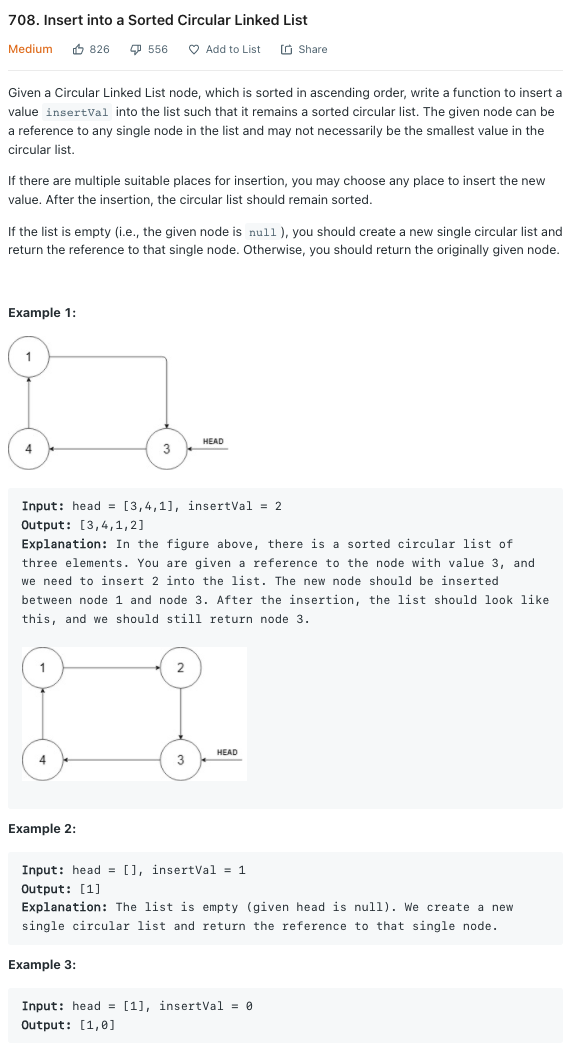 708. Insert into a Sorted Circular Linked List
Medium 826 556 Add to List Share
Given a Circular Linked List node, which is sorted in ascending order, write a function to insert a
value insertVal into the list such that it remains a sorted circular list. The given node can be
a reference to any single node in the list and may not necessarily be the smallest value in the
circular list.
If there are multiple suitable places for insertion, you may choose any place to insert the new
value. After the insertion, the circular list should remain sorted.
If the list is empty (i.e., the given node is null), you should create a new single circular list and
return the reference to that single node. Otherwise, you should return the originally given node.
Example 1:
1
4 3 HEAD
Input: head = [3,4,1], insertVal = 2
Output: [3,4,1,2]
Explanation: In the figure above, there is a sorted circular list of
three elements. You are given a reference to the node with value 3, and
we need to insert 2 into the list. The new node should be inserted
between node 1 and node 3. After the insertion, the list should look like
this, and we should still return node 3.
1 2
4 3 HEAD
Example 2:
Input: head = [], insertVal = 1
Output: [1]
Explanation: The list is empty (given head is null). We create a new
single circular list and return the reference to that single node.
Example 3:
Input: head = [1], insertVal = 0
Output: [1,0]